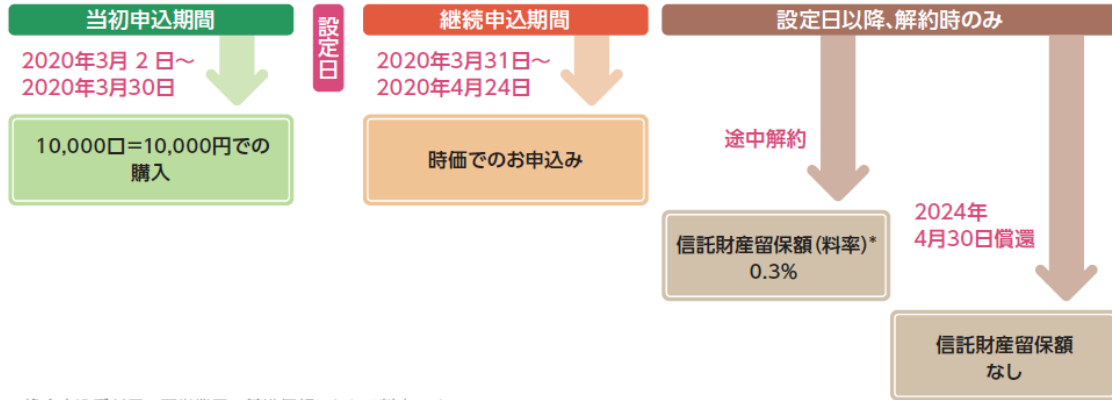 当初申込期間
2020年3月 2 日～
2020年3月30日
10,000口=10,000円での
購入
設定日
継続申込期間
2020年3月31日～
2020年4月24日
時価でのお申込み
設定日以降、解約時のみ
途中解約
信託財産留保額(料率)*
0.3%
2024年
4月30日償還
信託財産留保額
なし